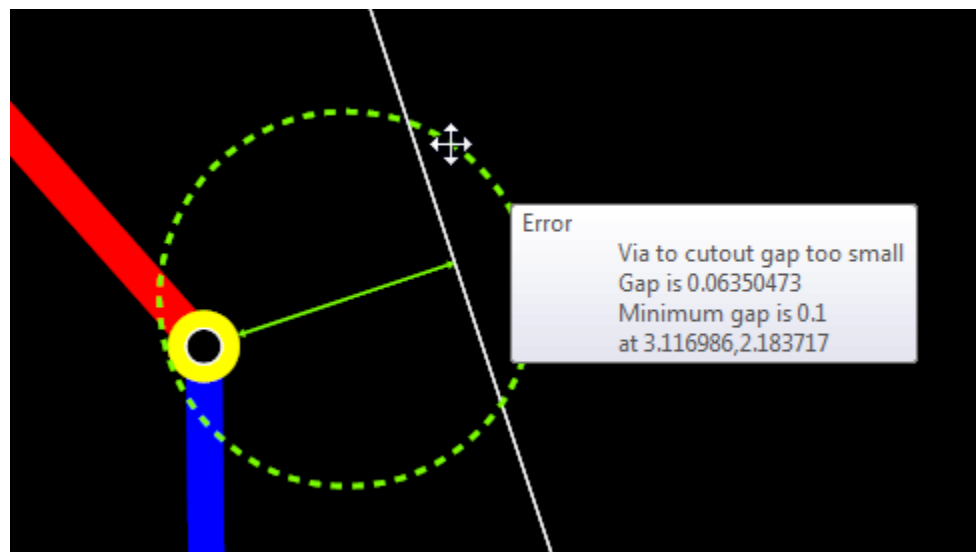 Error
Via to cutout gap too small
Gap is 0.06350473
Minimum gap is 0.1
at 3.116986,2.183717